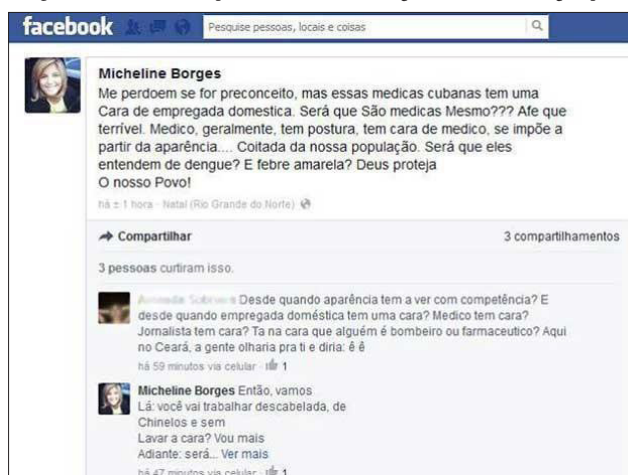 facebook
Pesquise pessoas, locais e coisas
Micheline Borges
Me perdoem se for preconceito, mas essas medicas cubanas tem uma
Cara de empregada domestica. Será que São medicas Mesmo??? Afe que
terrível. Medico, geralmente, tem postura, tem cara de medico, se impõe a
partir da aparência.... Coitada da nossa população. Será que eles
entendem de dengue? E febre amarela? Deus proteja
O nosso Povo!
há ± 1 hora · Natal (Rio Grande do Norte)
Compartilhar
3 compartilhamentos
3 pessoas curtiram isso.
Desde quando aparência tem a ver com competência? E
desde quando empregada doméstica tem uma cara? Medico tem cara?
Jornalista tem cara? Ta na cara que alguém é bombeiro ou farmaceutico? Aqui
no Ceará, a gente olharia pra ti e diria: ê ê
há 59 minutos via celular · 1
Micheline Borges Então, vamos
Lá: você vai trabalhar descabelada, de
Chinelos e sem
Lavar a cara? Vou mais
Adiante: será... Ver mais
há 47 minutos via celular · 1